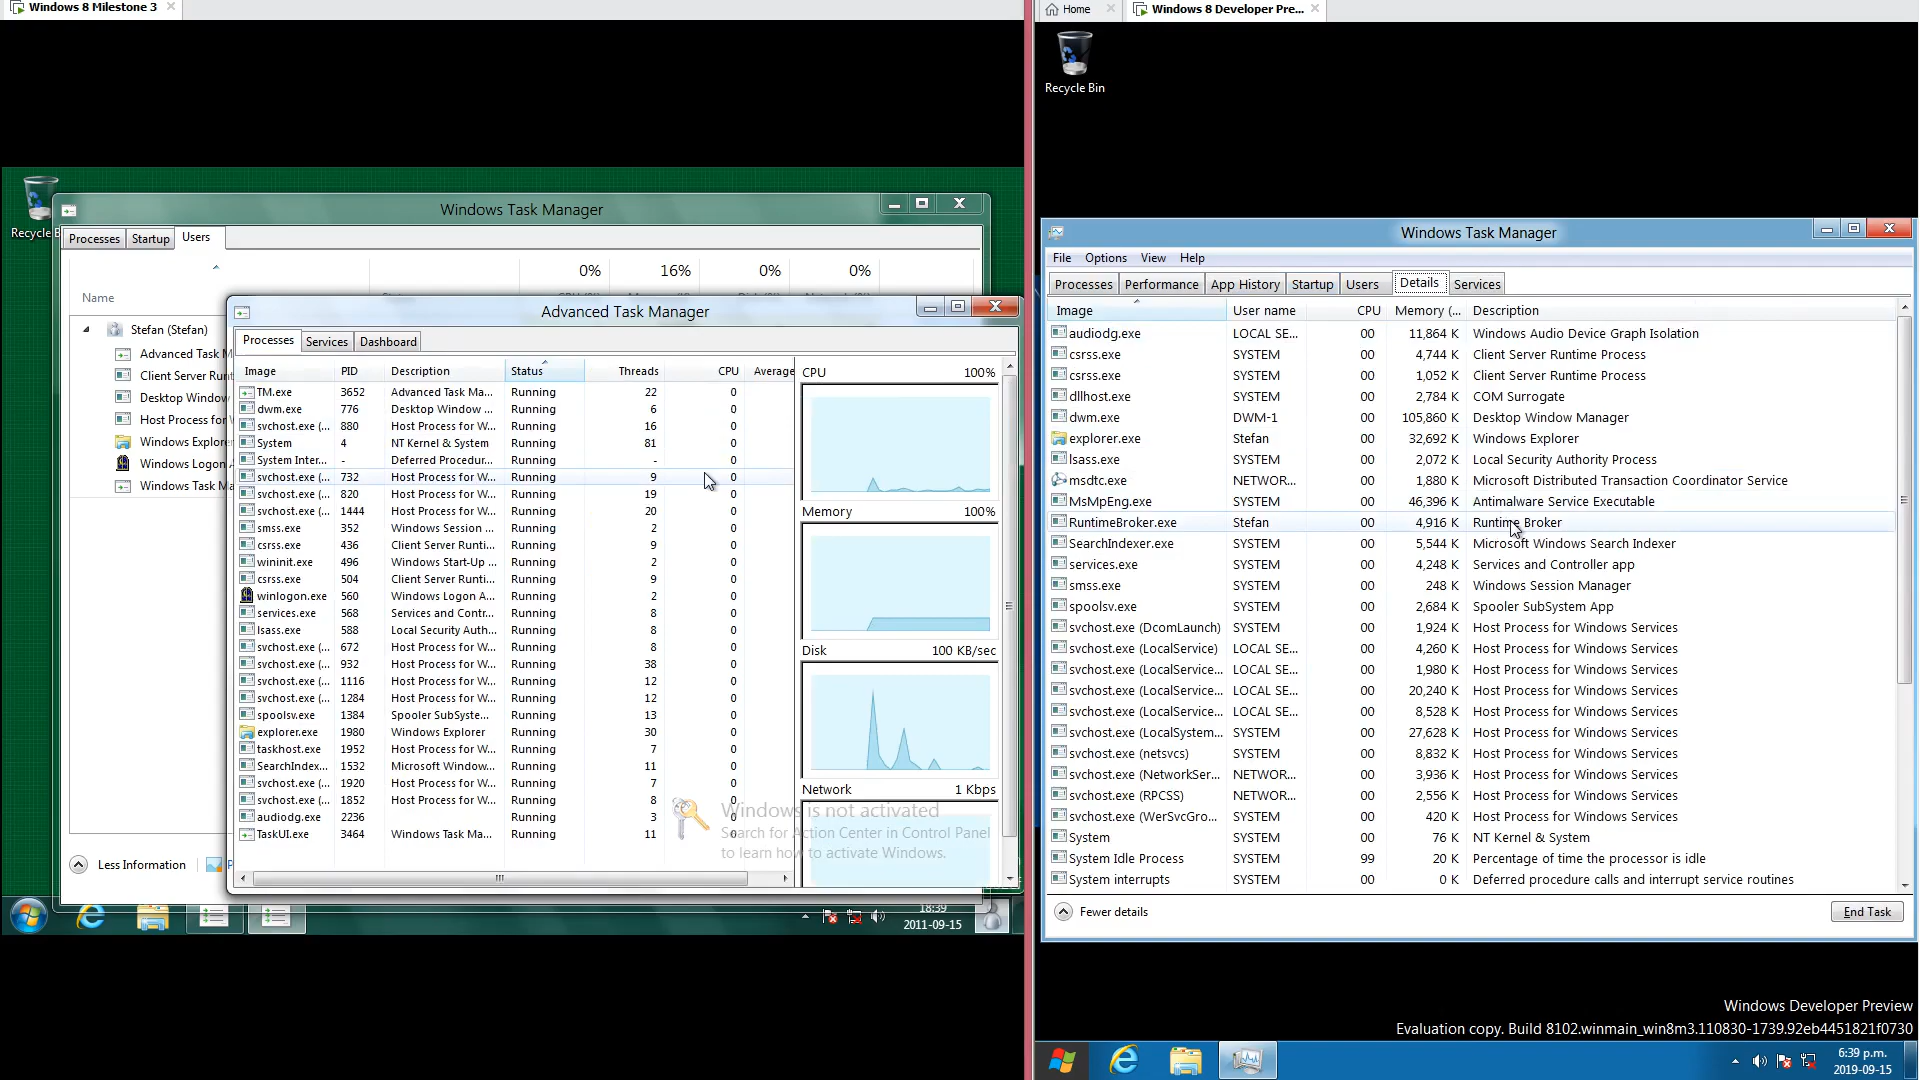 Windows 8 Milestone 3
Recycle B
Windows Task Manager
Processes Startup Users
0% 16% 0% 0%
Name
Stefan (Stefan)
Advanced Task M
Client Server Run
Desktop Window
Host Process for
Windows Explor
Windows Logon
Windows Task M
Less Information
Advanced Task Manager
Processes Services Dashboard
Image PID Description Status Threads CPU Average
TM.exe 3652 Advanced Task Ma... Running 22 0
dwm.exe 776 Desktop Window ... Running 6 0
svchost.exe (... 880 Host Process for W... Running 16 0
System 4 NT Kernel & System Running 81 0
System Inter... - Deferred Procedur... Running - 0
svchost.exe (... 732 Host Process for W... Running 9 0
svchost.exe (... 820 Host Process for W... Running 19 0
svchost.exe (... 1444 Host Process for W... Running 20 0
smss.exe 352 Windows Session ... Running 2 0
csrss.exe 436 Client Server Runti... Running 9 0
wininit.exe 496 Windows Start-Up ... Running 2 0
csrss.exe 504 Client Server Runti... Running 9 0
winlogon.exe 560 Windows Logon A... Running 2 0
services.exe 568 Services and Contr... Running 8 0
lsass.exe 588 Local Security Auth... Running 8 0
svchost.exe (... 672 Host Process for W... Running 8 0
svchost.exe (... 932 Host Process for W... Running 38 0
svchost.exe (... 1116 Host Process for W... Running 12 0
svchost.exe (... 1284 Host Process for W... Running 12 0
spoolsv.exe 1384 Spooler SubSyste... Running 13 0
explorer.exe 1980 Windows Explorer Running 30 0
taskhost.exe 1952 Host Process for W... Running 7 0
SearchIndex... 1532 Microsoft Window... Running 11 0
svchost.exe (... 1920 Host Process for W... Running 7 0
svchost.exe (... 1852 Host Process for W... Running 8 0
audiodg.exe 2236 Running 3 0
TaskUI.exe 3464 Windows Task Ma... Running 11 0
CPU 100%
Memory 100%
Disk 100 KB/sec
Network 1 Kbps
Windows is not activated
Search for Action Center in Control Panel
to learn how to activate Windows.
18:39
2011-09-15
Home Windows 8 Developer Pre...
Recycle Bin
Windows Task Manager
File Options View Help
Processes Performance App History Startup Users Details Services
Image User name CPU Memory (... Description
audiodg.exe LOCAL SE... 00 11,864 K Windows Audio Device Graph Isolation
csrss.exe SYSTEM 00 4,744 K Client Server Runtime Process
csrss.exe SYSTEM 00 1,052 K Client Server Runtime Process
dllhost.exe SYSTEM 00 2,784 K COM Surrogate
dwm.exe DWM-1 00 105,860 K Desktop Window Manager
explorer.exe Stefan 00 32,692 K Windows Explorer
lsass.exe SYSTEM 00 2,072 K Local Security Authority Process
msdtc.exe NETWOR... 00 1,880 K Microsoft Distributed Transaction Coordinator Service
MsMpEng.exe SYSTEM 00 46,396 K Antimalware Service Executable
RuntimeBroker.exe Stefan 00 4,916 K Runtime Broker
SearchIndexer.exe SYSTEM 00 5,544 K Microsoft Windows Search Indexer
services.exe SYSTEM 00 4,248 K Services and Controller app
smss.exe SYSTEM 00 248 K Windows Session Manager
spoolsv.exe SYSTEM 00 2,684 K Spooler SubSystem App
svchost.exe (DcomLaunch) SYSTEM 00 1,924 K Host Process for Windows Services
svchost.exe (LocalService) LOCAL SE... 00 4,260 K Host Process for Windows Services
svchost.exe (LocalService... LOCAL SE... 00 1,980 K Host Process for Windows Services
svchost.exe (LocalService... LOCAL SE... 00 20,240 K Host Process for Windows Services
svchost.exe (LocalService... LOCAL SE... 00 8,528 K Host Process for Windows Services
svchost.exe (LocalSystem... SYSTEM 00 27,628 K Host Process for Windows Services
svchost.exe (netsvcs) SYSTEM 00 8,832 K Host Process for Windows Services
svchost.exe (NetworkSer... NETWOR... 00 3,936 K Host Process for Windows Services
svchost.exe (RPCSS) NETWOR... 00 2,556 K Host Process for Windows Services
svchost.exe (WerSvcGro... SYSTEM 00 420 K Host Process for Windows Services
System SYSTEM 00 76 K NT Kernel & System
System Idle Process SYSTEM 99 20 K Percentage of time the processor is idle
System interrupts SYSTEM 00 0 K Deferred procedure calls and interrupt service routines
Fewer details End Task
Windows Developer Preview
Evaluation copy. Build 8102.winmain_win8m3.110830-1739.92eb4451821f0730
6:39 p.m.
2019-09-15